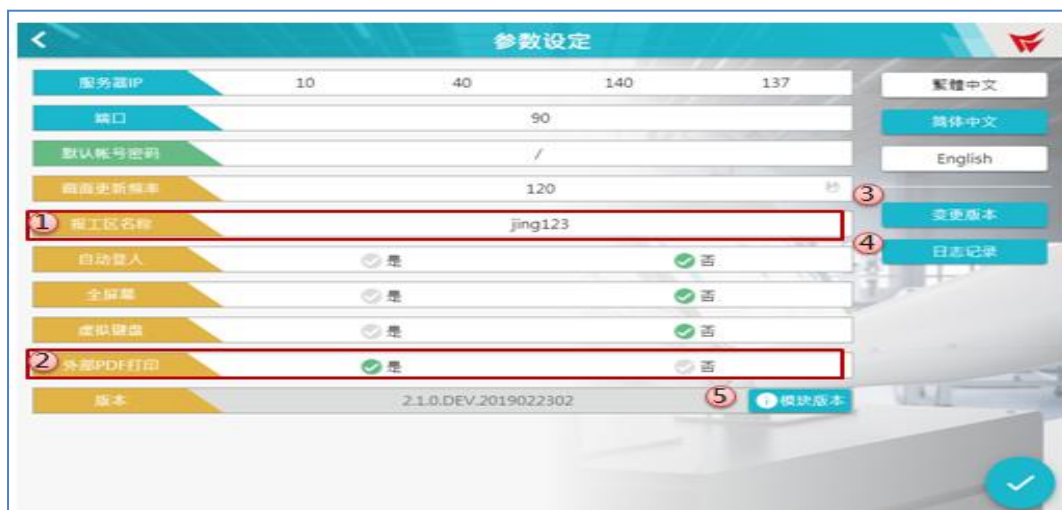 参数设定
服务器IP 10 40 140 137 繁體中文
端口 90 简体中文
默认帐号密码 / English
画面更新频率 120 秒 ③
① 报工区名称 jing123 变更版本
自动登入 是 否 ④ 日志记录
全屏幕 是 否
虚拟键盘 是 否
② 外部PDF打印 是 否
版本 2.1.0.DEV.2019022302 ⑤ 模块版本